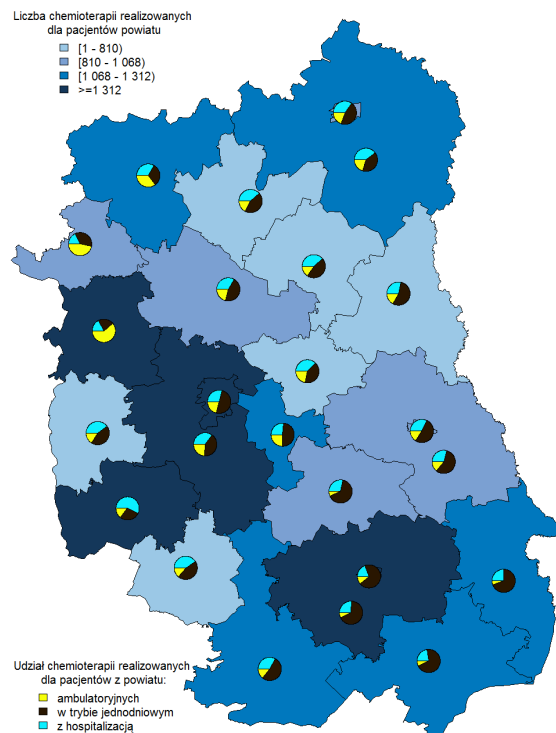 Liczba chemioterapii realizowanych
dla pacjentów powiatu
[1 - 810)
[810 - 1 068)
[1 068 - 1 312)
>=1 312
Udział chemioterapii realizowanych
dla pacjentów z powiatu:
ambulatoryjnych
w trybie jednodniowym
z hospitalizacją